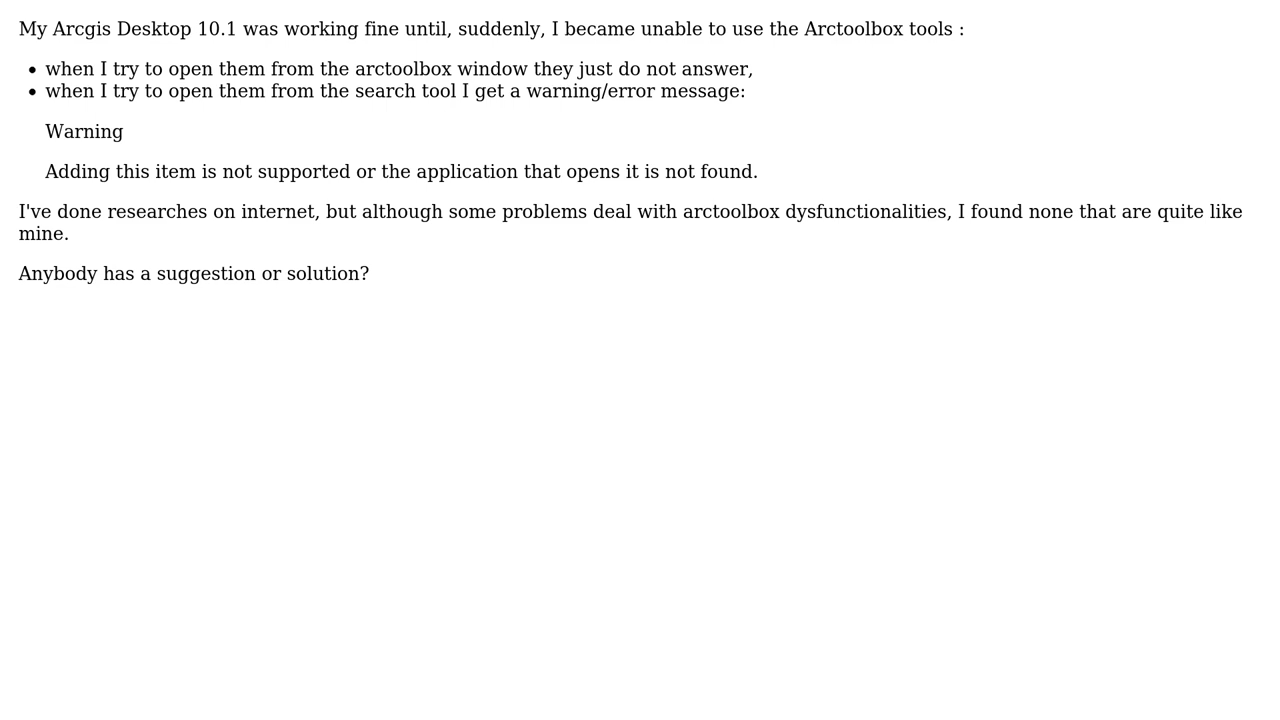 My Arcgis Desktop 10.1 was working fine until, suddenly, I became unable to use the Arctoolbox tools :
• when I try to open them from the arctoolbox window they just do not answer,
• when I try to open them from the search tool I get a warning/error message:
Warning
Adding this item is not supported or the application that opens it is not found.
I've done researches on internet, but although some problems deal with arctoolbox dysfunctionalities, I found none that are quite like
mine.
Anybody has a suggestion or solution?